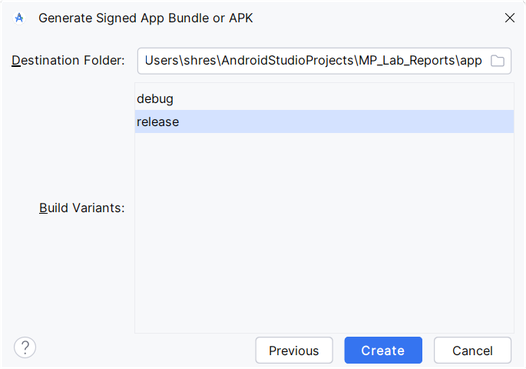 Generate Signed App Bundle or APK
Destination Folder: Users\shres\AndroidStudioProjects\MP_Lab_Reports\app
debug
release
Build Variants:
? Previous Create Cancel